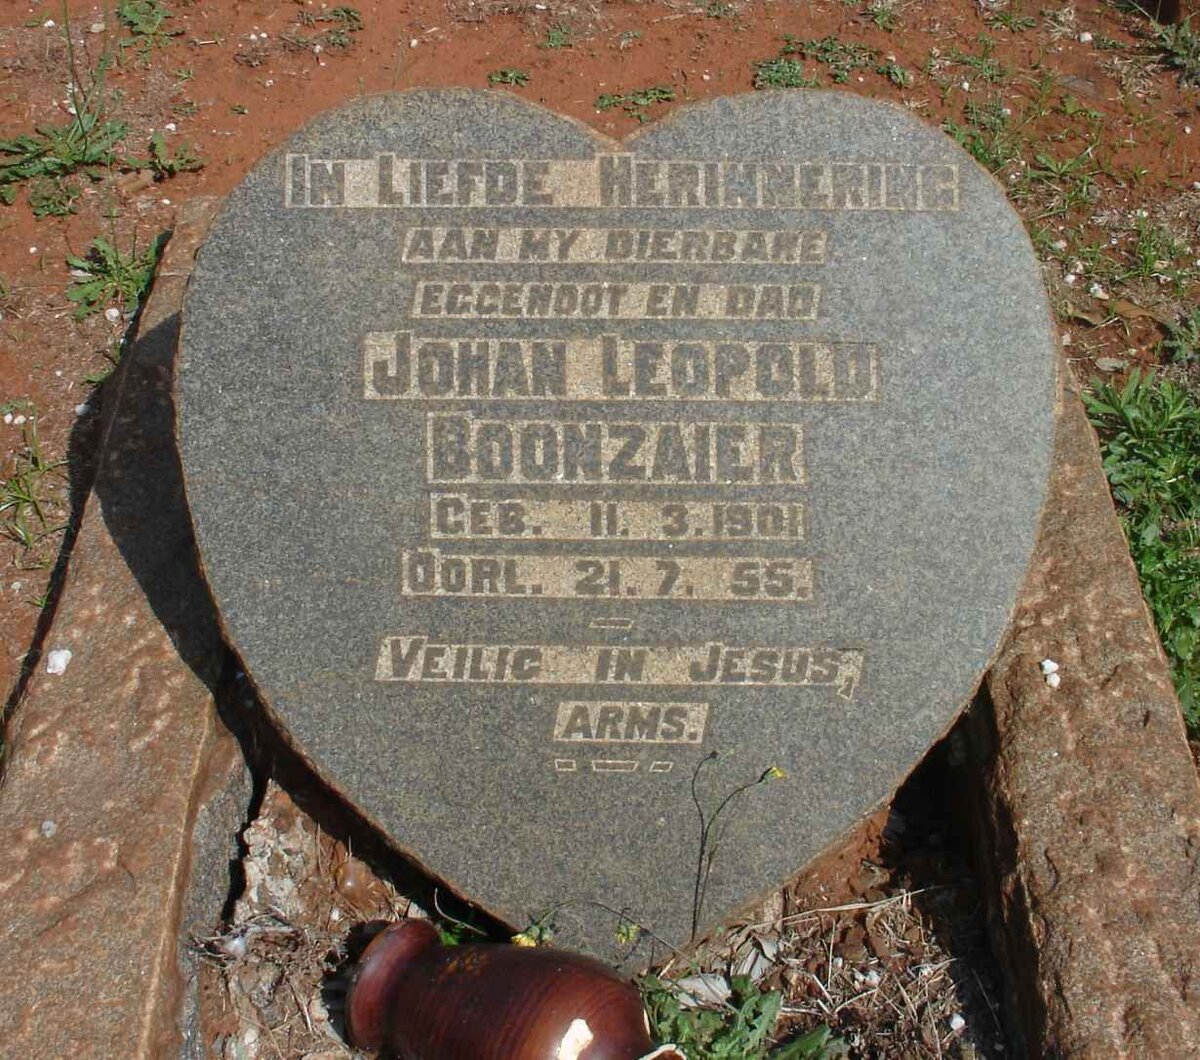 IN LIEFDE HERINNERING
AAN MY DIERBARE
EGGENOOT EN DAD
JOHAN LEOPOLD
BOONZAIER
GEB. 11. 3. 1901
OORL. 21. 7. 55.
—
VEILIG IN JESUS,
ARMS.
. — .